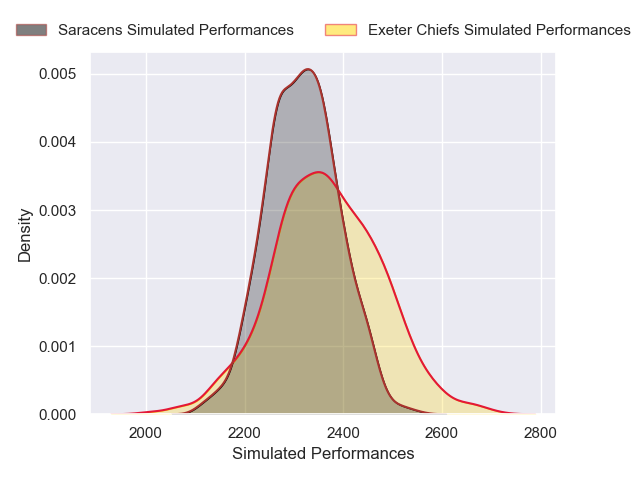 Saracens Simulated Performances
Exeter Chiefs Simulated Performances
0.005
0.004
0.003
0.002
0.001
0.000
Density
2000
2200
2400
2600
2800
Simulated Performances